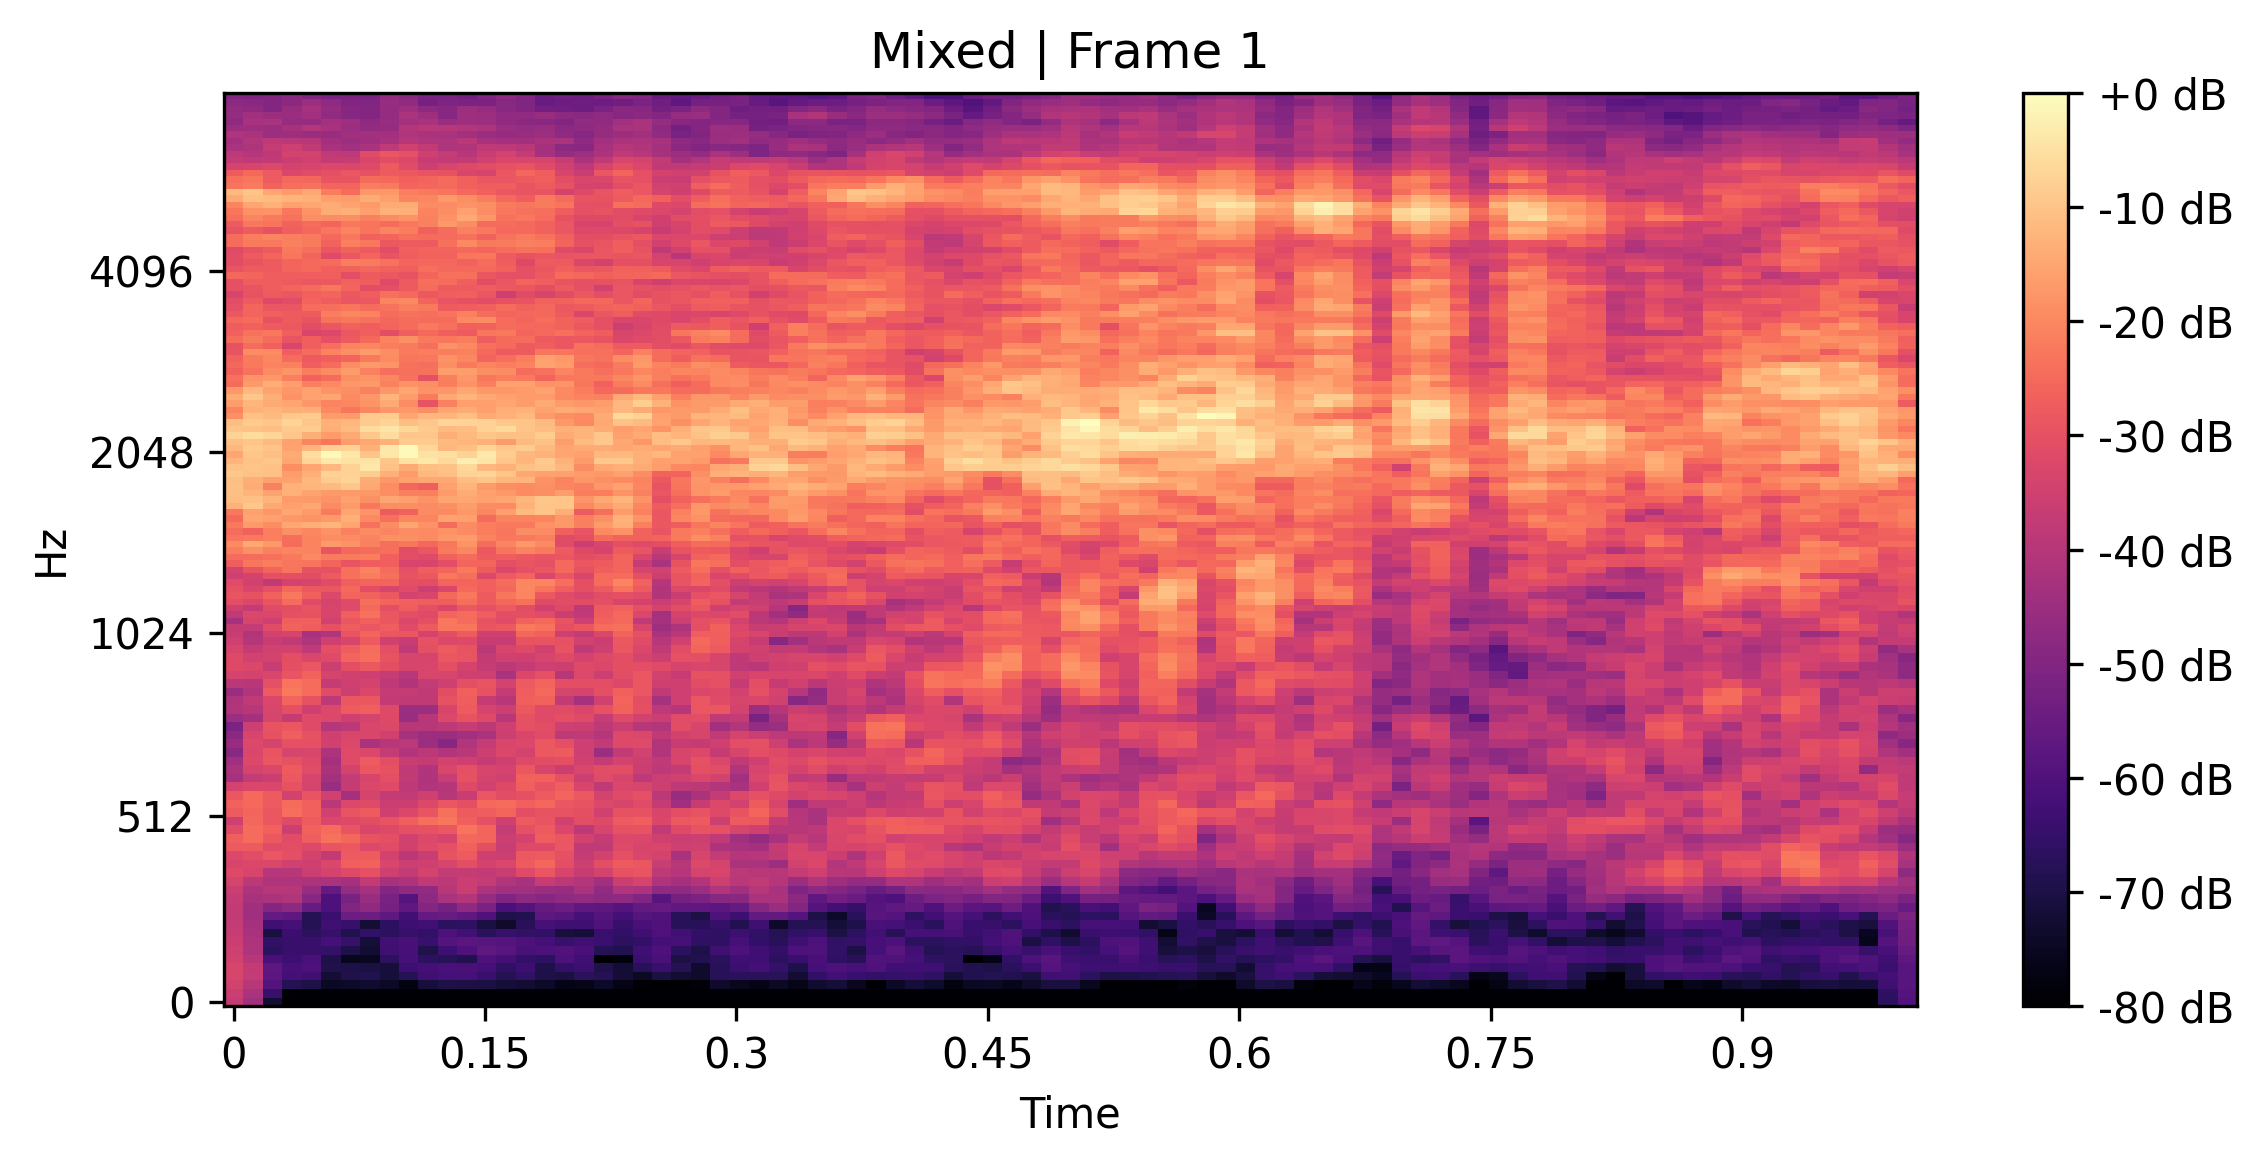 Mixed | Frame 1
Hz
4096
2048
1024
512
0
0 0.15 0.3 0.45 0.6 0.75 0.9
Time
+0 dB
-10 dB
-20 dB
-30 dB
-40 dB
-50 dB
-60 dB
-70 dB
-80 dB